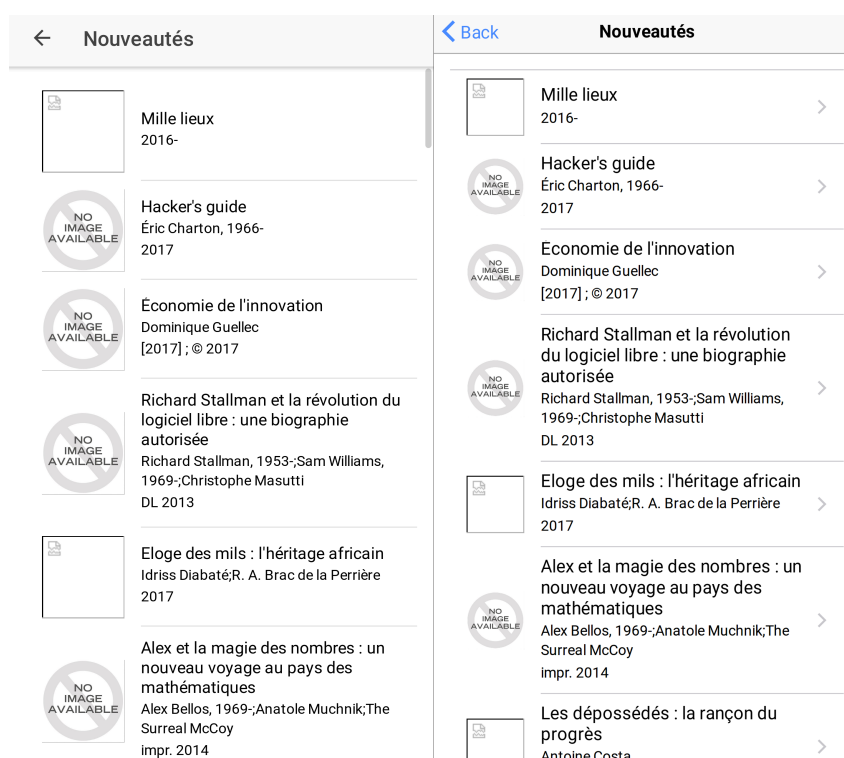 Nouveautés
Mille lieux
2016-
NO
IMAGE
AVAILABLE
Hacker's guide
Éric Charton, 1966-
2017
NO
IMAGE
AVAILABLE
Économie de l'innovation
Dominique Guellec
[2017] ; © 2017
NO
IMAGE
AVAILABLE
Richard Stallman et la révolution du
logiciel libre : une biographie
autorisée
Richard Stallman, 1953-;Sam Williams,
1969-;Christophe Masutti
DL 2013
Eloge des mils : l'héritage africain
Idriss Diabaté;R. A. Brac de la Perrière
2017
NO
IMAGE
AVAILABLE
Alex et la magie des nombres : un
nouveau voyage au pays des
mathématiques
Alex Bellos, 1969-;Anatole Muchnik;The
Surreal McCoy
impr. 2014
Back
Nouveautés
Mille lieux
2016-
NO
IMAGE
AVAILABLE
Hacker's guide
Éric Charton, 1966-
2017
NO
IMAGE
AVAILABLE
Économie de l'innovation
Dominique Guellec
[2017] ; © 2017
NO
IMAGE
AVAILABLE
Richard Stallman et la révolution
du logiciel libre : une biographie
autorisée
Richard Stallman, 1953-;Sam Williams,
1969-;Christophe Masutti
DL 2013
Eloge des mils : l'héritage africain
Idriss Diabaté;R. A. Brac de la Perrière
2017
NO
IMAGE
AVAILABLE
Alex et la magie des nombres : un
nouveau voyage au pays des
mathématiques
Alex Bellos, 1969-;Anatole Muchnik;The
Surreal McCoy
impr. 2014
Les dépossédés : la rançon du
progrès
Antoine Costa